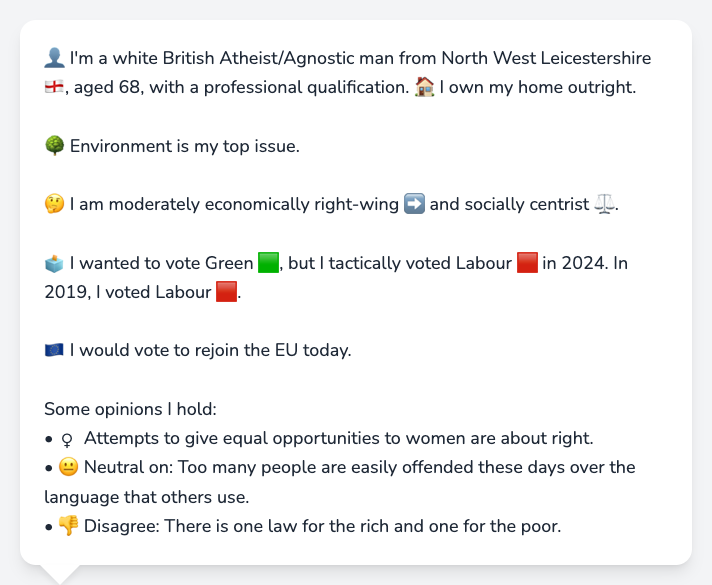 👤 I'm a white British Atheist/Agnostic man from North West Leicestershire
🏴󠁧󠁢󠁥󠁮󠁧󠁿, aged 68, with a professional qualification. 🏠 I own my home outright.
🌳 Environment is my top issue.
🤔 I am moderately economically right-wing ➡️ and socially centrist ⚖️.
🗳️ I wanted to vote Green 🟩, but I tactically voted Labour 🟥 in 2024. In
2019, I voted Labour 🟥.
🇪🇺 I would vote to rejoin the EU today.
Some opinions I hold:
• ♀ Attempts to give equal opportunities to women are about right.
• 😐 Neutral on: Too many people are easily offended these days over the
language that others use.
• 👎 Disagree: There is one law for the rich and one for the poor.